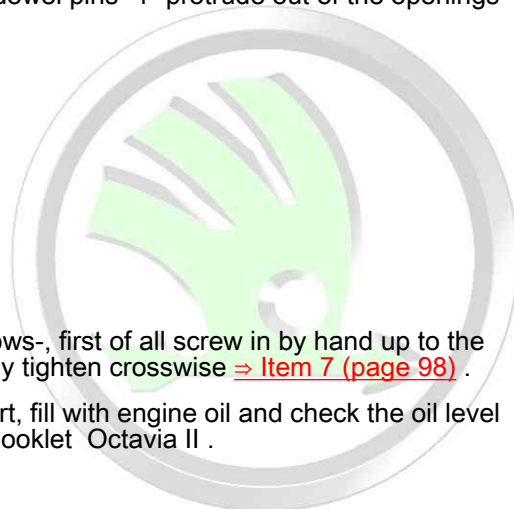 dowel pins -1- protrude out of the openings
ows-, first of all screw in by hand up to the
y tighten crosswise ⇒ Item 7 (page 98) .
rt, fill with engine oil and check the oil level
ooklet Octavia II .